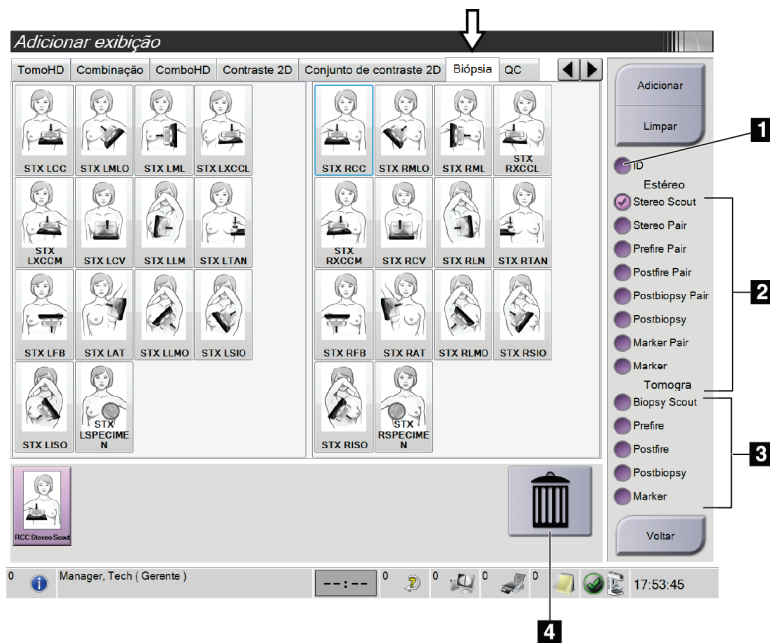 Adicionar exibição
TomoHD Combinação ComboHD Contraste 2D Conjunto de contraste 2D Biópsia QC
STX LCC STX LMLO STX LML STX LXCCL
STX RCC STX RMLO STX RML STX RXCCL
STX LXCCM STX LCV STX LLM STX LTAN
STX RXCCM STX RCV STX RLM STX RTAN
STX LFB STX LAT STX LLMO STX LSIO
STX RFB STX RAT STX RLMO STX RSIO
STX LISO STX LSPECIMEN
STX RISO STX RSPECIMEN
Adicionar
Limpar
1
ID
Estéreo
Stereo Scout
Stereo Pair
Prefire Pair
Postfire Pair
Postbiopsy Pair
2
Postbiopsy
Marker Pair
Marker
Tomogra
Biopsy Scout
Prefire
Postfire
3
Postbiopsy
Marker
Voltar
RCC Stereo Scout
0 Manager, Tech ( Gerente ) --:-- 0 0 0 0 17:53:45
4